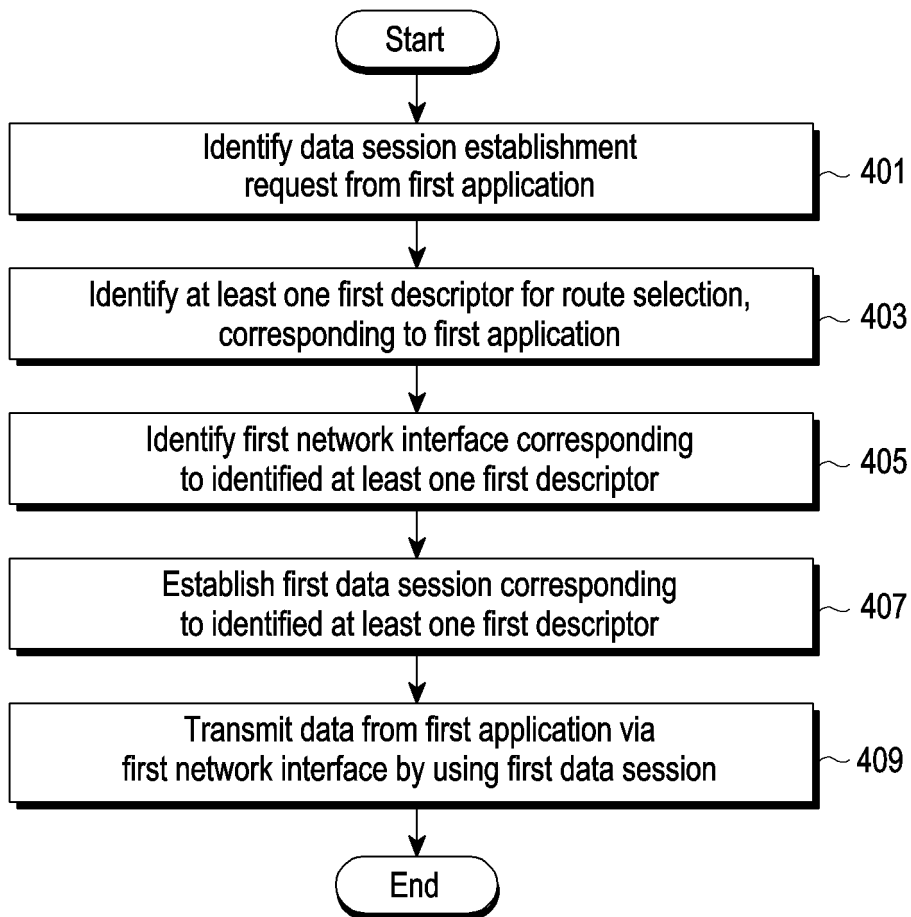 Start
Identify data session establishment
request from first application
401
Identify at least one first descriptor for route selection,
corresponding to first application
403
Identify first network interface corresponding
to identified at least one first descriptor
405
Establish first data session corresponding
to identified at least one first descriptor
407
Transmit data from first application via
first network interface by using first data session
409
End